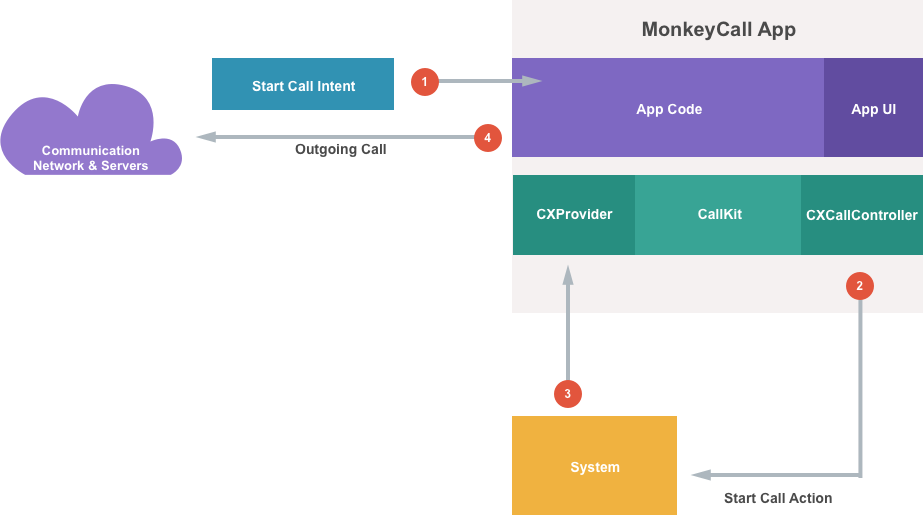 MonkeyCall App
Start Call Intent
1
App Code
App UI
4
Outgoing Call
Communication
Network & Servers
CXProvider
CallKit
CXCallController
2
3
System
Start Call Action